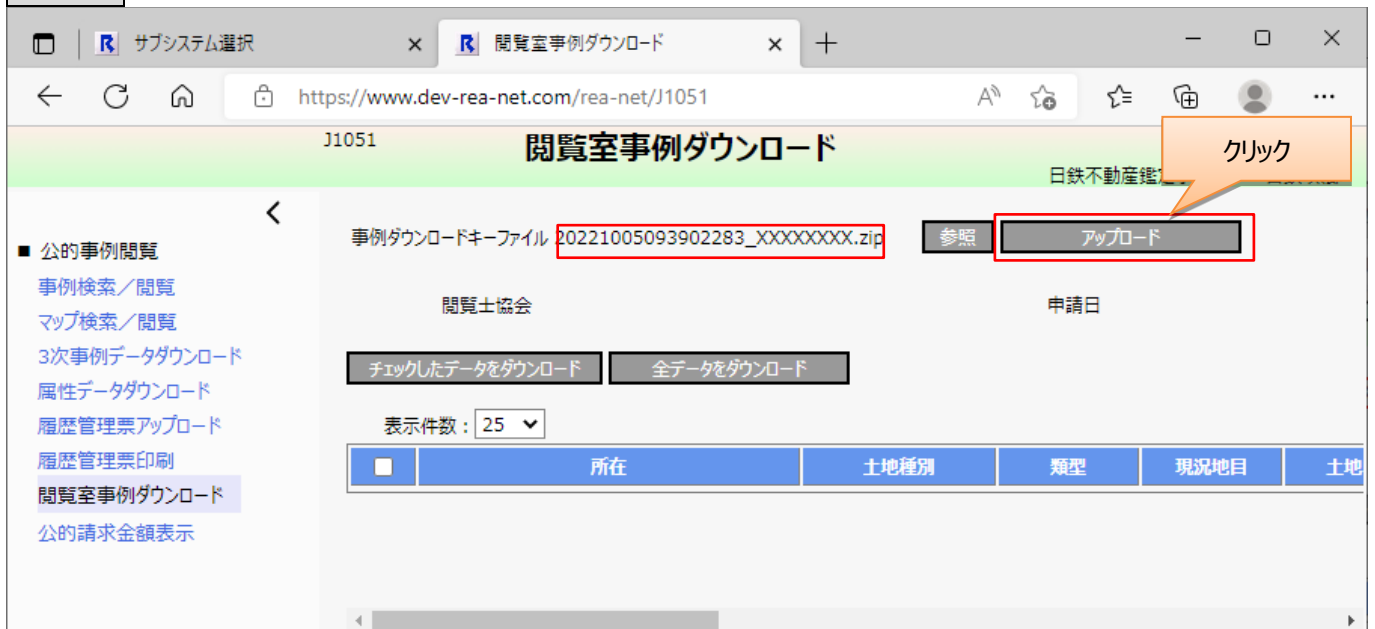 サブシステム選択
閲覧室事例ダウンロード
https://www.dev-rea-net.com/rea-net/J1051
J1051
閲覧室事例ダウンロード
クリック
日鉄不動産鑑定
■ 公的事例閲覧
事例検索／閲覧
マップ検索／閲覧
3次事例データダウンロード
属性データダウンロード
履歴管理票アップロード
履歴管理票印刷
閲覧室事例ダウンロード
公的請求金額表示
事例ダウンロードキーファイル 20221005093902283_XXXXXXXX.zip 参照 アップロード
閲覧士協会 申請日
チェックしたデータをダウンロード 全データをダウンロード
表示件数：25
所在 土地種別 類型 現況地目 土地